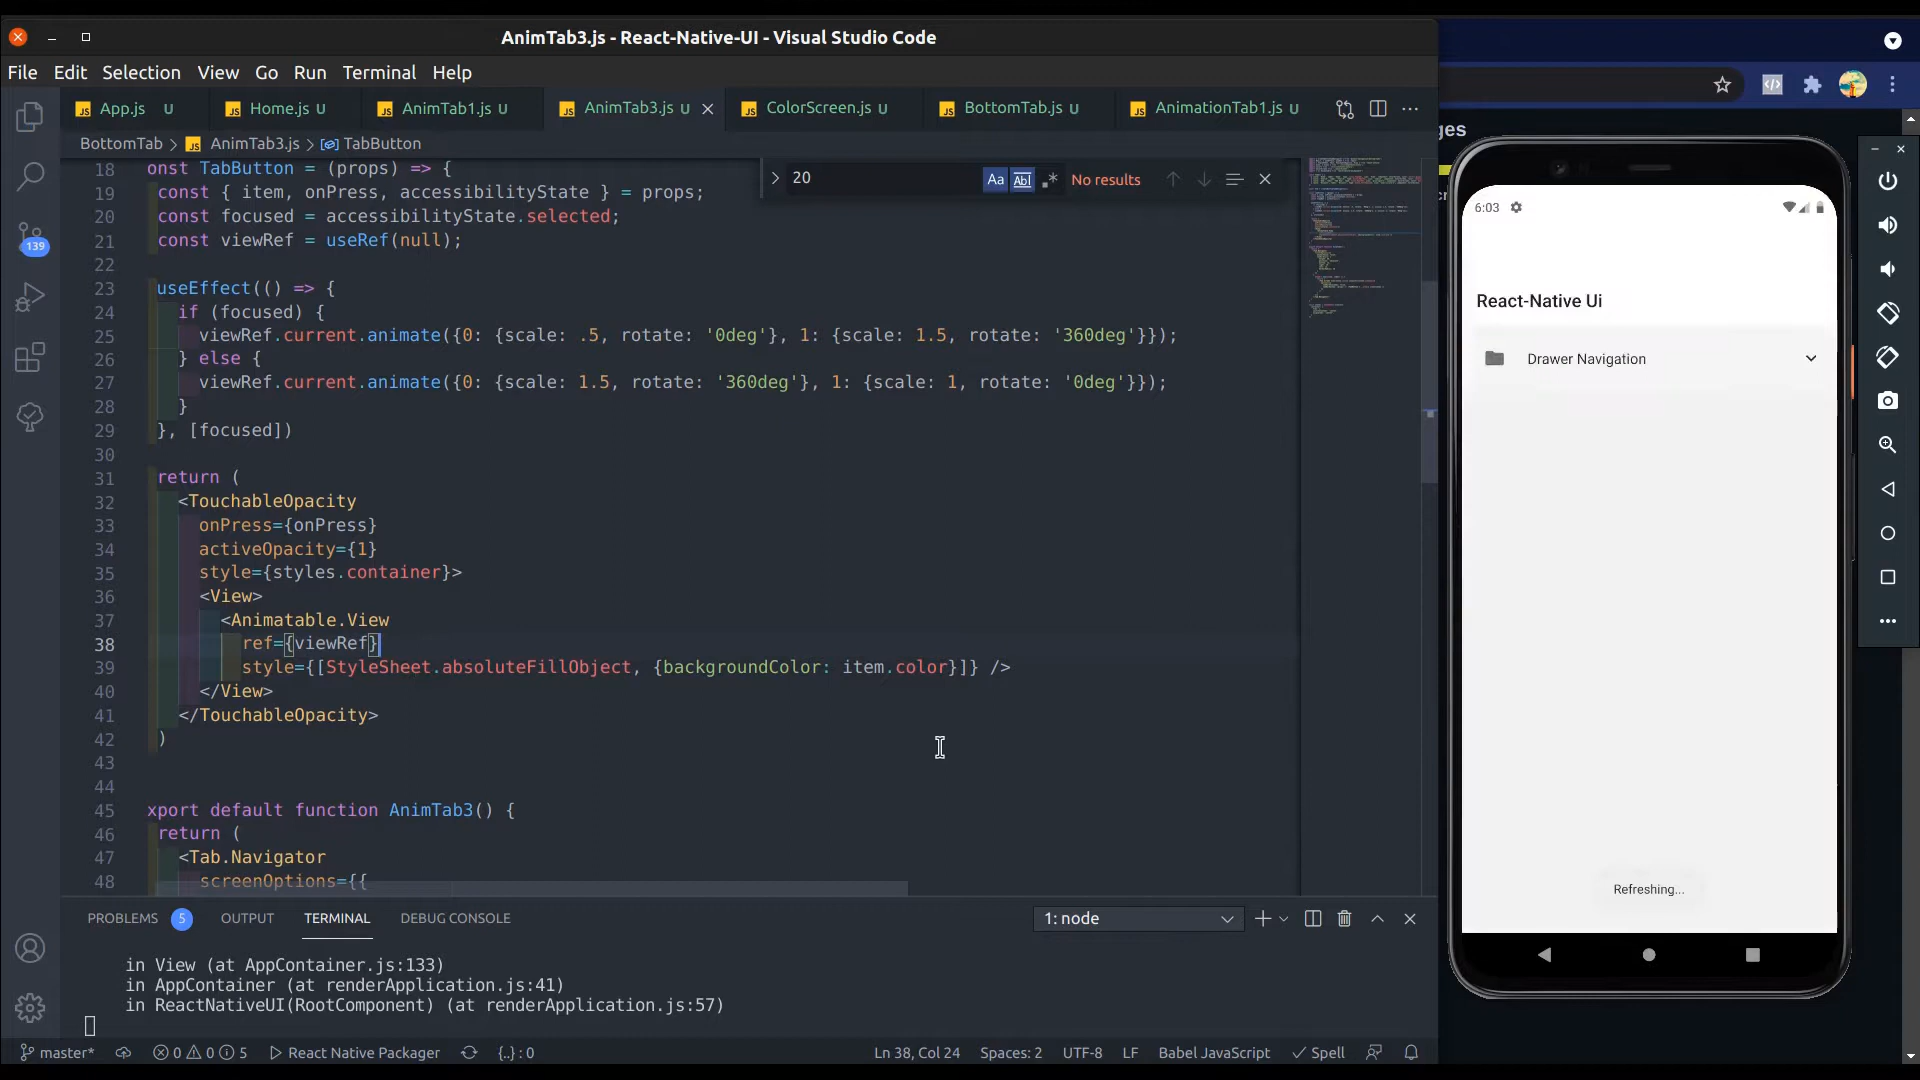 AnimTab3.js - React-Native-UI - Visual Studio Code
File Edit Selection View Go Run Terminal Help
App.js U Home.js U AnimTab1.js U AnimTab3.js U ColorScreen.js U BottomTab.js U AnimationTab1.js U
BottomTab > AnimTab3.js > TabButton
20 Aa Ab| No results
139
18 onst TabButton = (props) => {
19 const { item, onPress, accessibilityState } = props;
20 const focused = accessibilityState.selected;
21 const viewRef = useRef(null);
22
23 useEffect(() => {
24 if (focused) {
25 viewRef.current.animate({0: {scale: .5, rotate: '0deg'}, 1: {scale: 1.5, rotate: '360deg'}});
26 } else {
27 viewRef.current.animate({0: {scale: 1.5, rotate: '360deg'}, 1: {scale: 1, rotate: '0deg'}});
28 }
29 }, [focused])
30
31 return (
32 <TouchableOpacity
33 onPress={onPress}
34 activeOpacity={1}
35 style={styles.container}>
36 <View>
37 <Animatable.View
38 ref={viewRef}
39 style={[StyleSheet.absoluteFillObject, {backgroundColor: item.color}]} />
40 </View>
41 </TouchableOpacity>
42 )
43
44
45 xport default function AnimTab3() {
46 return (
47 <Tab.Navigator
48 screenOptions={{
PROBLEMS 5 OUTPUT TERMINAL DEBUG CONSOLE 1: node
in View (at AppContainer.js:133)
in AppContainer (at renderApplication.js:41)
in ReactNativeUI(RootComponent) (at renderApplication.js:57)
master* 0 0 5 React Native Packager {..} : 0 Ln 38, Col 24 Spaces: 2 UTF-8 LF Babel JavaScript Spell
ges
6:03
React-Native Ui
Drawer Navigation
Refreshing...